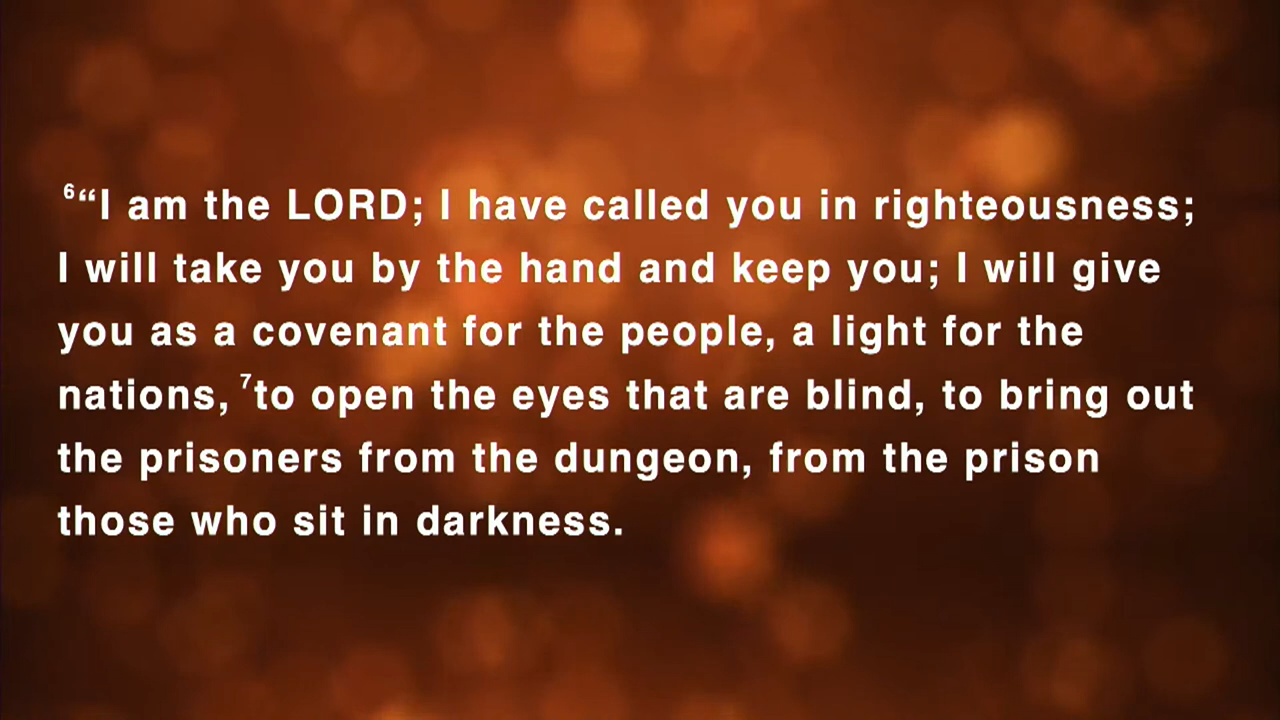 ⁶“I am the LORD; I have called you in righteousness;
I will take you by the hand and keep you; I will give
you as a covenant for the people, a light for the
nations, ⁷to open the eyes that are blind, to bring out
the prisoners from the dungeon, from the prison
those who sit in darkness.